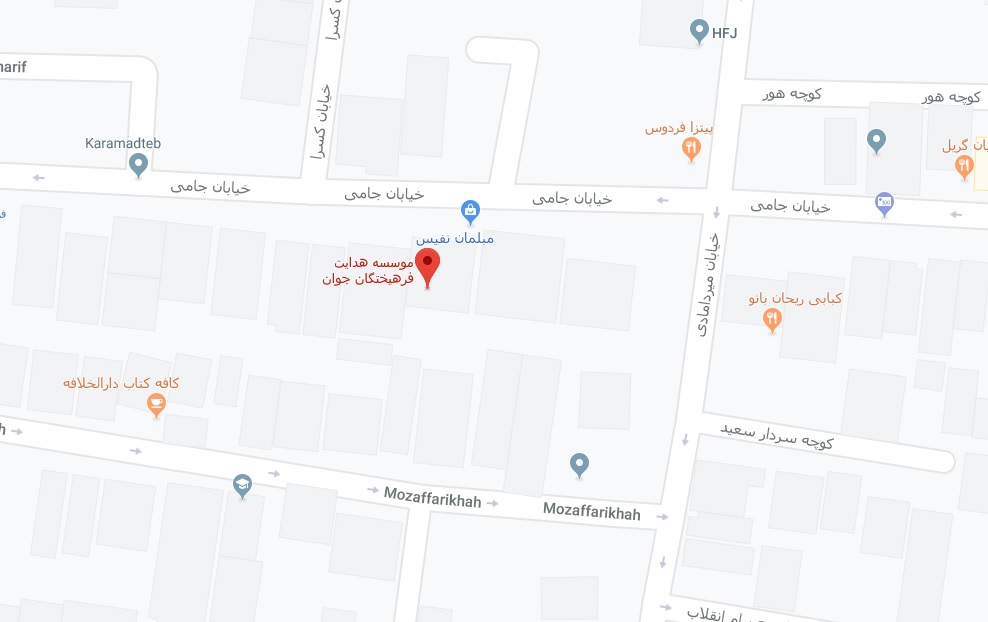 خیابان کسرا
HFJ
harif
کوچه هور
کوچه هور
پیتزا فردوس
Karamadteb
خیابان کسرا
خیابان جامی
خیابان جامی
خیابان جامی
خیابان جامی
مبلمان نفیس
موسسه هدایت
فرهیختگان جوان
خیابان میردامادی
کبابی ریحان بانو
کافه کتاب دارالخلافه
کوچه سردار سعید
Mozaffarikhah
Mozaffarikhah